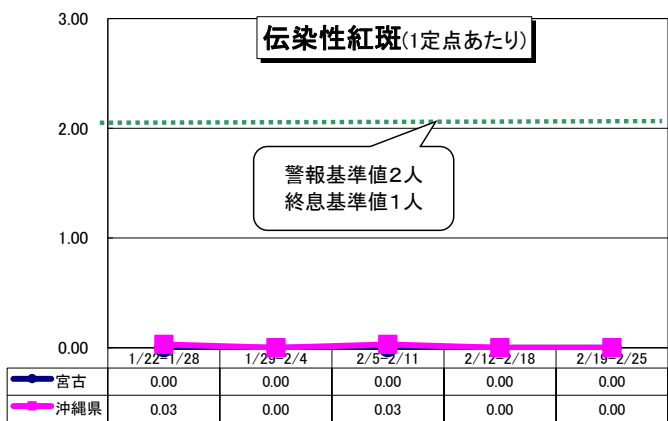 伝染性紅斑(1定点あたり)
3.00
2.00
警報基準値2人
終息基準値1人
1.00
0.00
1/22-1/28 1/29-2/4 2/5-2/11 2/12-2/18 2/19-2/25
宮古 0.00 0.00 0.00 0.00 0.00
沖縄県 0.03 0.00 0.03 0.00 0.00